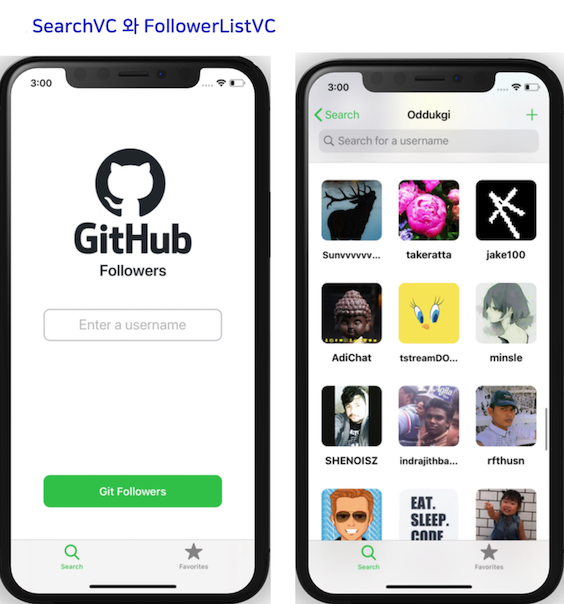 SearchVC 와 FollowerListVC
3:00
GitHub
Followers
Enter a username
Git Followers
Search
Favorites
3:00
Search
Oddukgi
Search for a username
Sunvvvvvv...
takeratta
jake100
AdiChat
tstreamDO...
minsle
SHENOISZ
indrajithba...
rfthusn
EAT.
SLEEP.
CODE
Search
Favorites